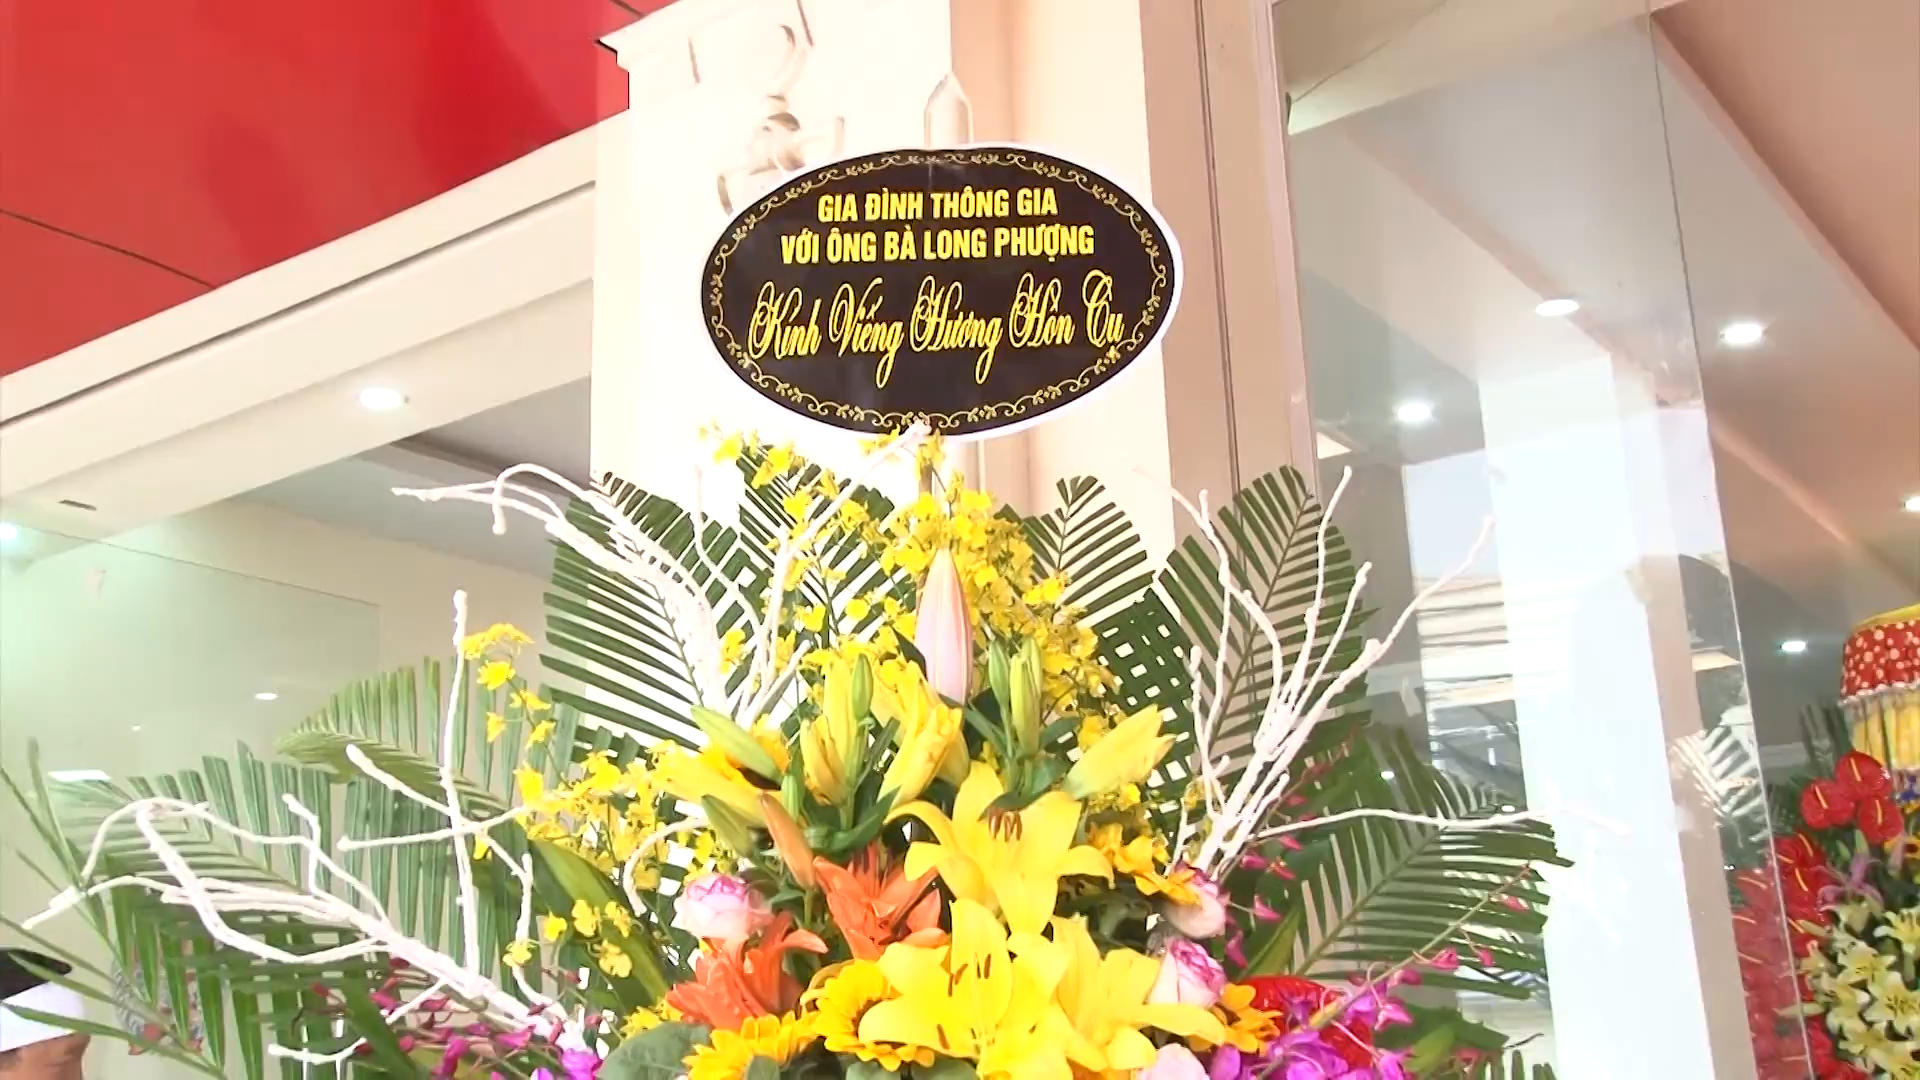 GIA ĐÌNH THÔNG GIA
VỚI ÔNG BÀ LONG PHƯỢNG
Kính Viếng Hương Hồn Cụ